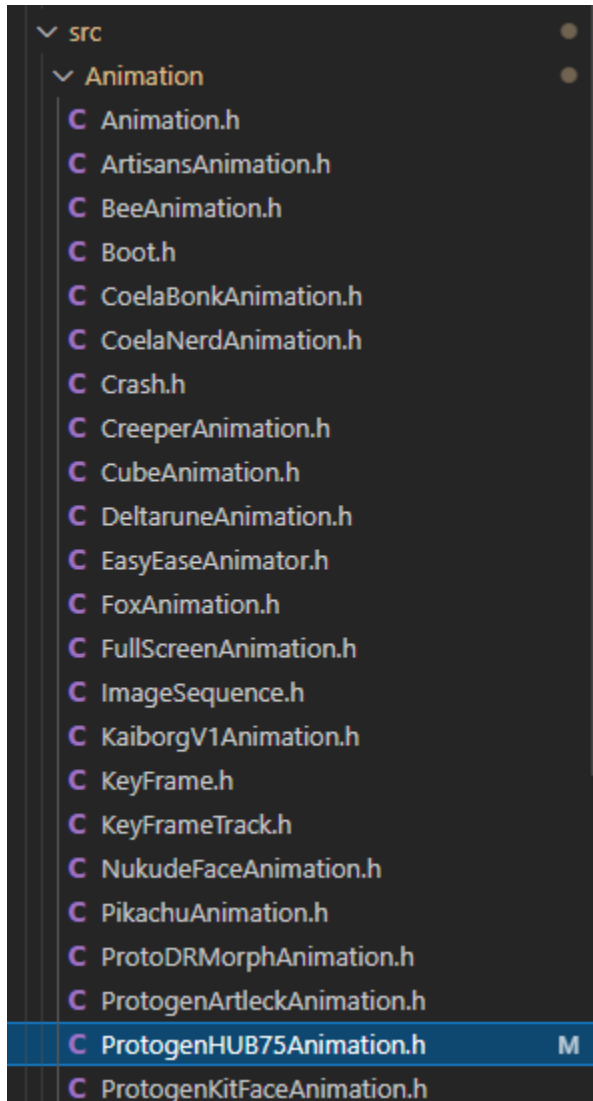 src
Animation
C Animation.h
C ArtisansAnimation.h
C BeeAnimation.h
C Boot.h
C CoelaBonkAnimation.h
C CoelaNerdAnimation.h
C Crash.h
C CreeperAnimation.h
C CubeAnimation.h
C DeltaruneAnimation.h
C EasyEaseAnimator.h
C FoxAnimation.h
C FullScreenAnimation.h
C ImageSequence.h
C KaiborgV1Animation.h
C KeyFrame.h
C KeyFrameTrack.h
C NukudeFaceAnimation.h
C PikachuAnimation.h
C ProtoDRMorphAnimation.h
C ProtogenArtleckAnimation.h
C ProtogenHUB75Animation.h M
C ProtogenKitFaceAnimation.h